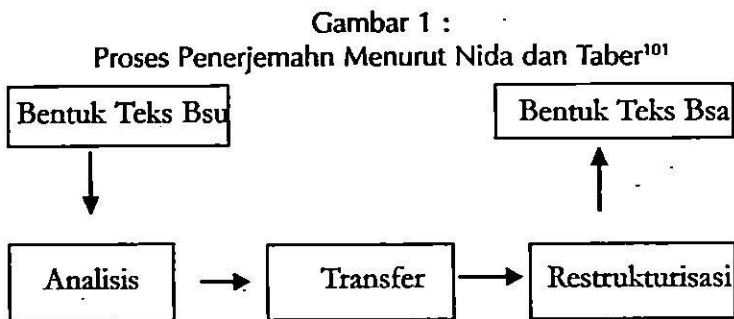 Gambar 1 :
Proses Penerjemahn Menurut Nida dan Taber¹⁰¹
Bentuk Teks Bsu
Bentuk Teks Bsa
Analisis
Transfer
Restrukturisasi